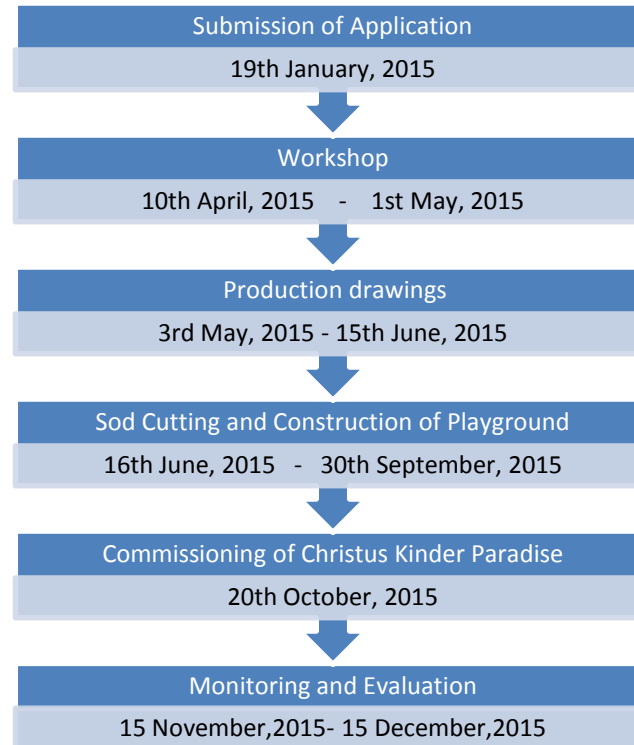 Submission of Application
19th January, 2015
Workshop
10th April, 2015   -   1st May, 2015
Production drawings
3rd May, 2015 - 15th June, 2015
Sod Cutting and Construction of Playground
16th June, 2015   -   30th September, 2015
Commissioning of Christus Kinder Paradise
20th October, 2015
Monitoring and Evaluation
15 November,2015- 15 December,2015